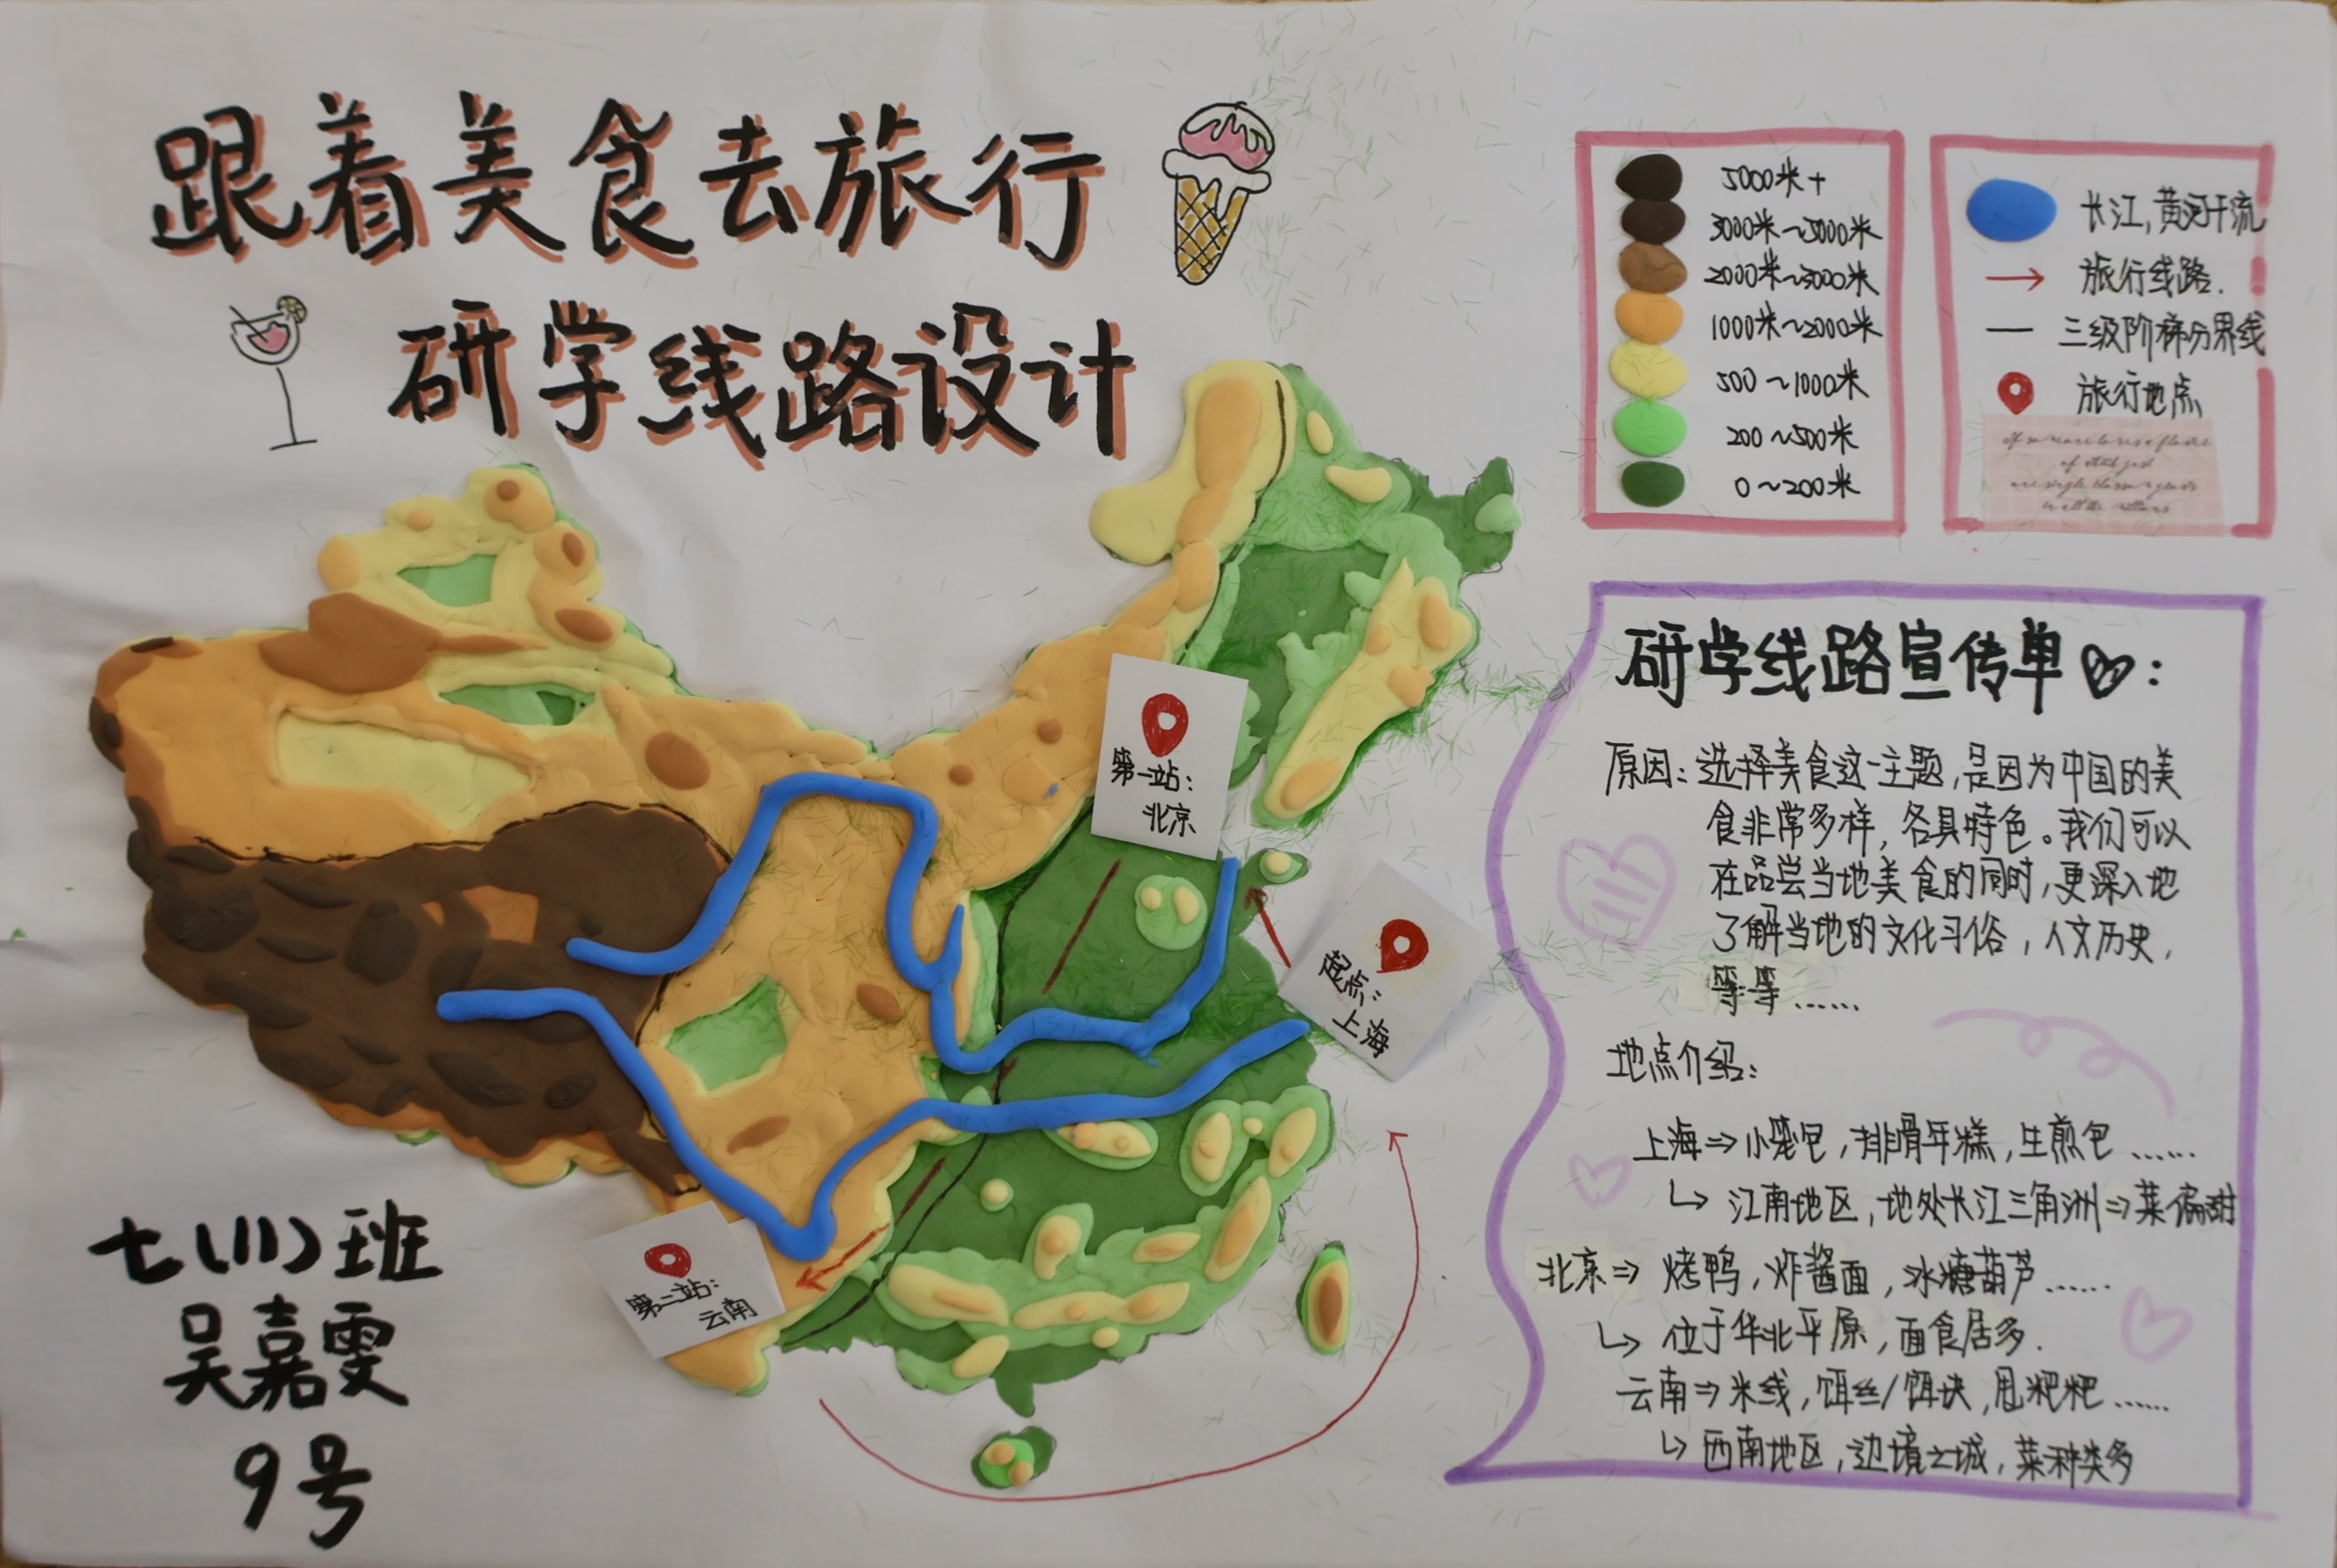 跟着美食去旅行
研学线路设计
5000米+
3000米~5000米
2000米~3000米
1000米~2000米
500~1000米
200~500米
0~200米
长江,黄河干流
旅行线路.
三级阶梯分界线
旅行地点
第一站:
北京
起点:
上海
第二站:
云南
七(11)班
吴嘉雯
9号
研学线路宣传单:
原因:选择美食这一主题,是因为中国的美
食非常多样,各具特色。我们可以
在品尝当地美食的同时,更深入地
了解当地的文化习俗,人文历史,
等等......
地点介绍:
上海⇒小笼包,排骨年糕,生煎包......
↳江南地区,地处长江三角洲⇒菜偏甜
北京⇒烤鸭,炸酱面,冰糖葫芦......
↳位于华北平原,面食居多.
云南⇒米线,饵丝/饵块,甩粑粑......
↳西南地区,边境之城,菜种类多